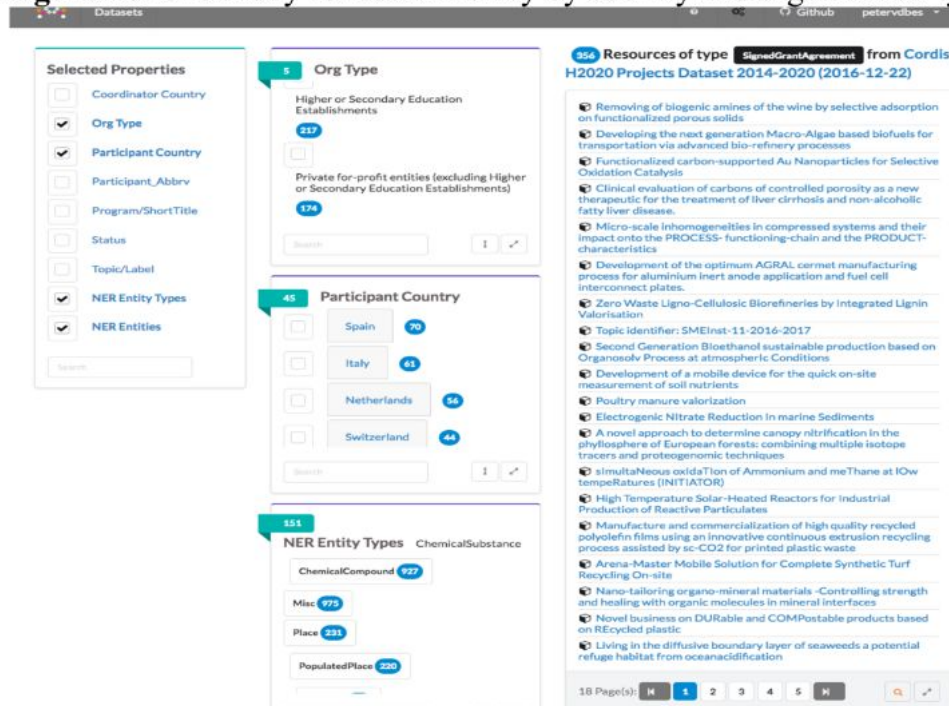 Datasets
Github
petervdbes
Selected Properties
Coordinator Country
Org Type
Participant Country
Participant_Abbrv
Program/ShortTitle
Status
Topic/Label
NER Entity Types
NER Entities
Search
5 Org Type
Higher or Secondary Education
Establishments
217
Private for-profit entities (excluding Higher
or Secondary Education Establishments)
174
Search
45 Participant Country
Spain 70
Italy 61
Netherlands 56
Switzerland 44
Search
151
NER Entity Types ChemicalSubstance
ChemicalCompound 927
Misc 975
Place 231
PopulatedPlace 220
356 Resources of type SignedGrantAgreement from Cordis
H2020 Projects Dataset 2014-2020 (2016-12-22)
Removing of biogenic amines of the wine by selective adsorption
on functionalized porous solids
Developing the next generation Macro-Algae based biofuels for
transportation via advanced bio-refinery processes
Functionalized carbon-supported Au Nanoparticles for Selective
Oxidation Catalysis
Clinical evaluation of carbons of controlled porosity as a new
therapeutic for the treatment of liver cirrhosis and non-alcoholic
fatty liver disease.
Micro-scale inhomogeneities in compressed systems and their
impact onto the PROCESS- functioning-chain and the PRODUCT-
characteristics
Development of the optimum AGRAL cermet manufacturing
process for aluminium inert anode application and fuel cell
interconnect plates.
Zero Waste Ligno-Cellulosic Biorefineries by Integrated Lignin
Valorisation
Topic identifier: SMEInst-11-2016-2017
Second Generation Bioethanol sustainable production based on
Organosolv Process at atmospheric Conditions
Development of a mobile device for the quick on-site
measurement of soil nutrients
Poultry manure valorization
Electrogenic Nitrate Reduction in marine Sediments
A novel approach to determine canopy nitrification in the
phyllosphere of European forests: combining multiple isotope
tracers and proteogenomic techniques
simultaNeous oxIdaTIon of Ammonium and meThane at lOw
tempeRatures (INITIATOR)
High Temperature Solar-Heated Reactors for Industrial
Production of Reactive Particulates
Manufacture and commercialization of high quality recycled
polyolefin films using an innovative continuous extrusion recycling
process assisted by sc-CO2 for printed plastic waste
Arena-Master Mobile Solution for Complete Synthetic Turf
Recycling On-site
Nano-tailoring organo-mineral materials -Controlling strength
and healing with organic molecules in mineral interfaces
Novel business on DURable and COMPostable products based
on REcycled plastic
Living in the diffusive boundary layer of seaweeds a potential
refuge habitat from oceanacidification
18 Page(s): 1 2 3 4 5